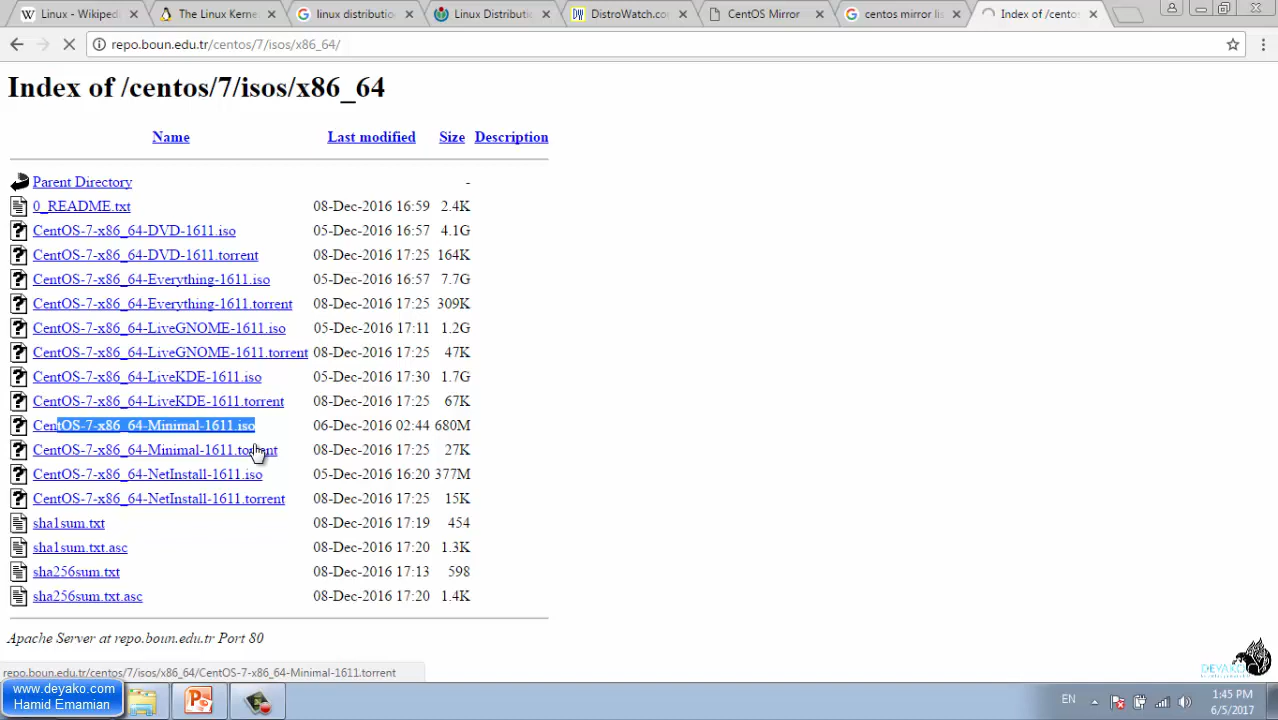 Linux - Wikiped
The Linux Kerne
linux distributio
Linux Distributi
DistroWatch.co
CentOS Mirror
centos mirror li
Index of /cento
repo.boun.edu.tr/centos/7/isos/x86_64/
Index of /centos/7/isos/x86_64
Name Last modified Size Description
Parent Directory -
0_README.txt 08-Dec-2016 16:59 2.4K
CentOS-7-x86_64-DVD-1611.iso 05-Dec-2016 16:57 4.1G
CentOS-7-x86_64-DVD-1611.torrent 08-Dec-2016 17:25 164K
CentOS-7-x86_64-Everything-1611.iso 05-Dec-2016 16:57 7.7G
CentOS-7-x86_64-Everything-1611.torrent 08-Dec-2016 17:25 309K
CentOS-7-x86_64-LiveGNOME-1611.iso 05-Dec-2016 17:11 1.2G
CentOS-7-x86_64-LiveGNOME-1611.torrent 08-Dec-2016 17:25 47K
CentOS-7-x86_64-LiveKDE-1611.iso 05-Dec-2016 17:30 1.7G
CentOS-7-x86_64-LiveKDE-1611.torrent 08-Dec-2016 17:25 67K
CentOS-7-x86_64-Minimal-1611.iso 06-Dec-2016 02:44 680M
CentOS-7-x86_64-Minimal-1611.torrent 08-Dec-2016 17:25 27K
CentOS-7-x86_64-NetInstall-1611.iso 05-Dec-2016 16:20 377M
CentOS-7-x86_64-NetInstall-1611.torrent 08-Dec-2016 17:25 15K
sha1sum.txt 08-Dec-2016 17:19 454
sha1sum.txt.asc 08-Dec-2016 17:20 1.3K
sha256sum.txt 08-Dec-2016 17:13 598
sha256sum.txt.asc 08-Dec-2016 17:20 1.4K
Apache Server at repo.boun.edu.tr Port 80
repo.boun.edu.tr/centos/7/isos/x86_64/CentOS-7-x86_64-Minimal-1611.torrent
DEYAKO
www.deyako.com
Hamid Emamian
EN
1:45 PM
6/5/2017